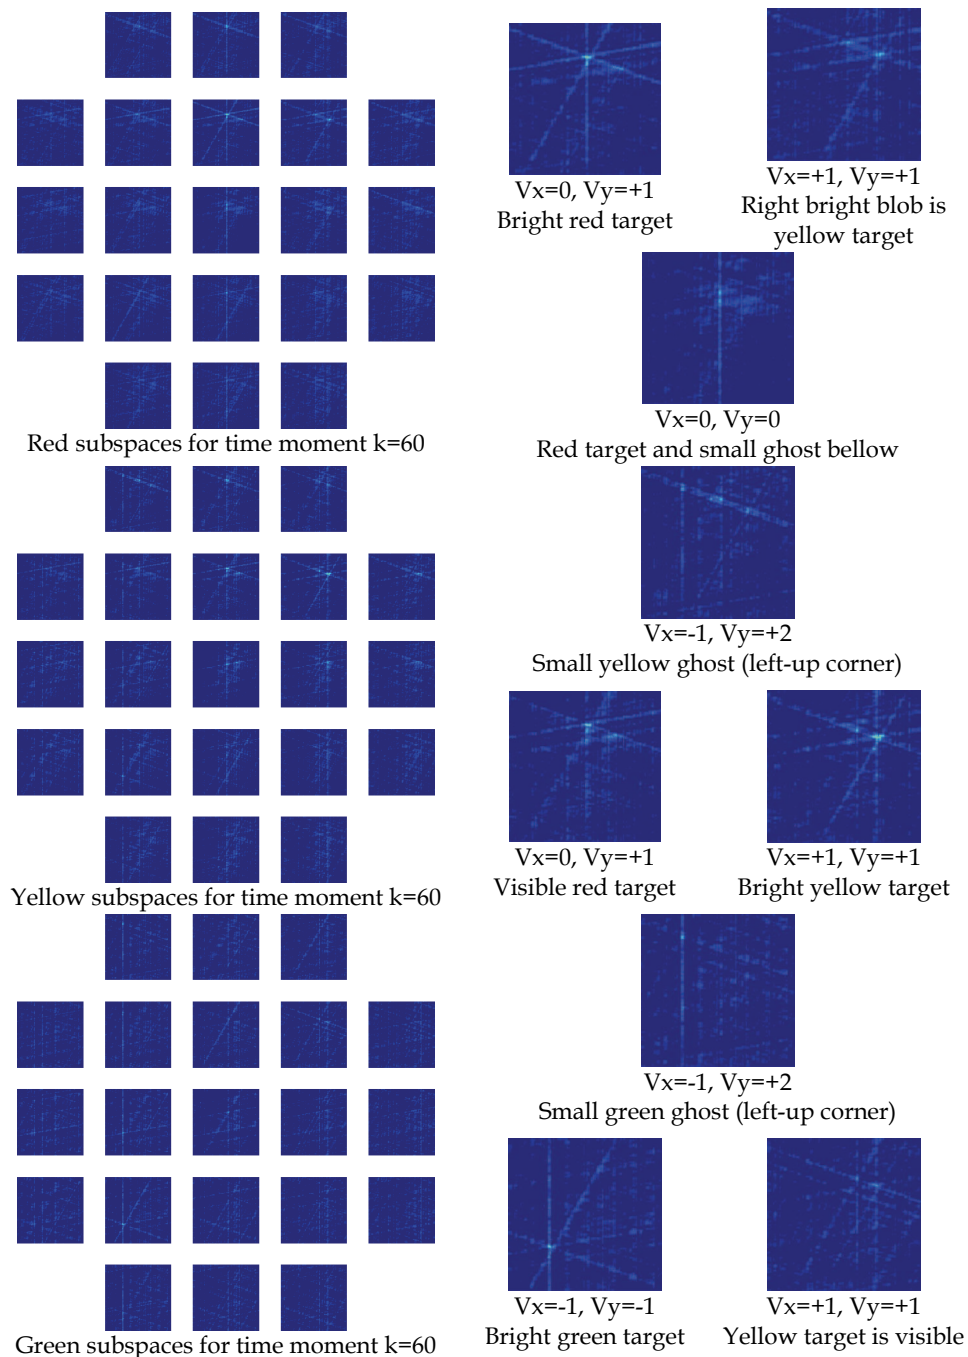 Vx=0, Vy=+1
Bright red target
Vx=+1, Vy=+1
Right bright blob is
yellow target
Vx=0, Vy=0
Red target and small ghost bellow
Red subspaces for time moment k=60
Vx=-1, Vy=+2
Small yellow ghost (left-up corner)
Vx=0, Vy=+1
Visible red target
Vx=+1, Vy=+1
Bright yellow target
Yellow subspaces for time moment k=60
Vx=-1, Vy=+2
Small green ghost (left-up corner)
Vx=-1, Vy=-1
Bright green target
Vx=+1, Vy=+1
Yellow target is visible
Green subspaces for time moment k=60